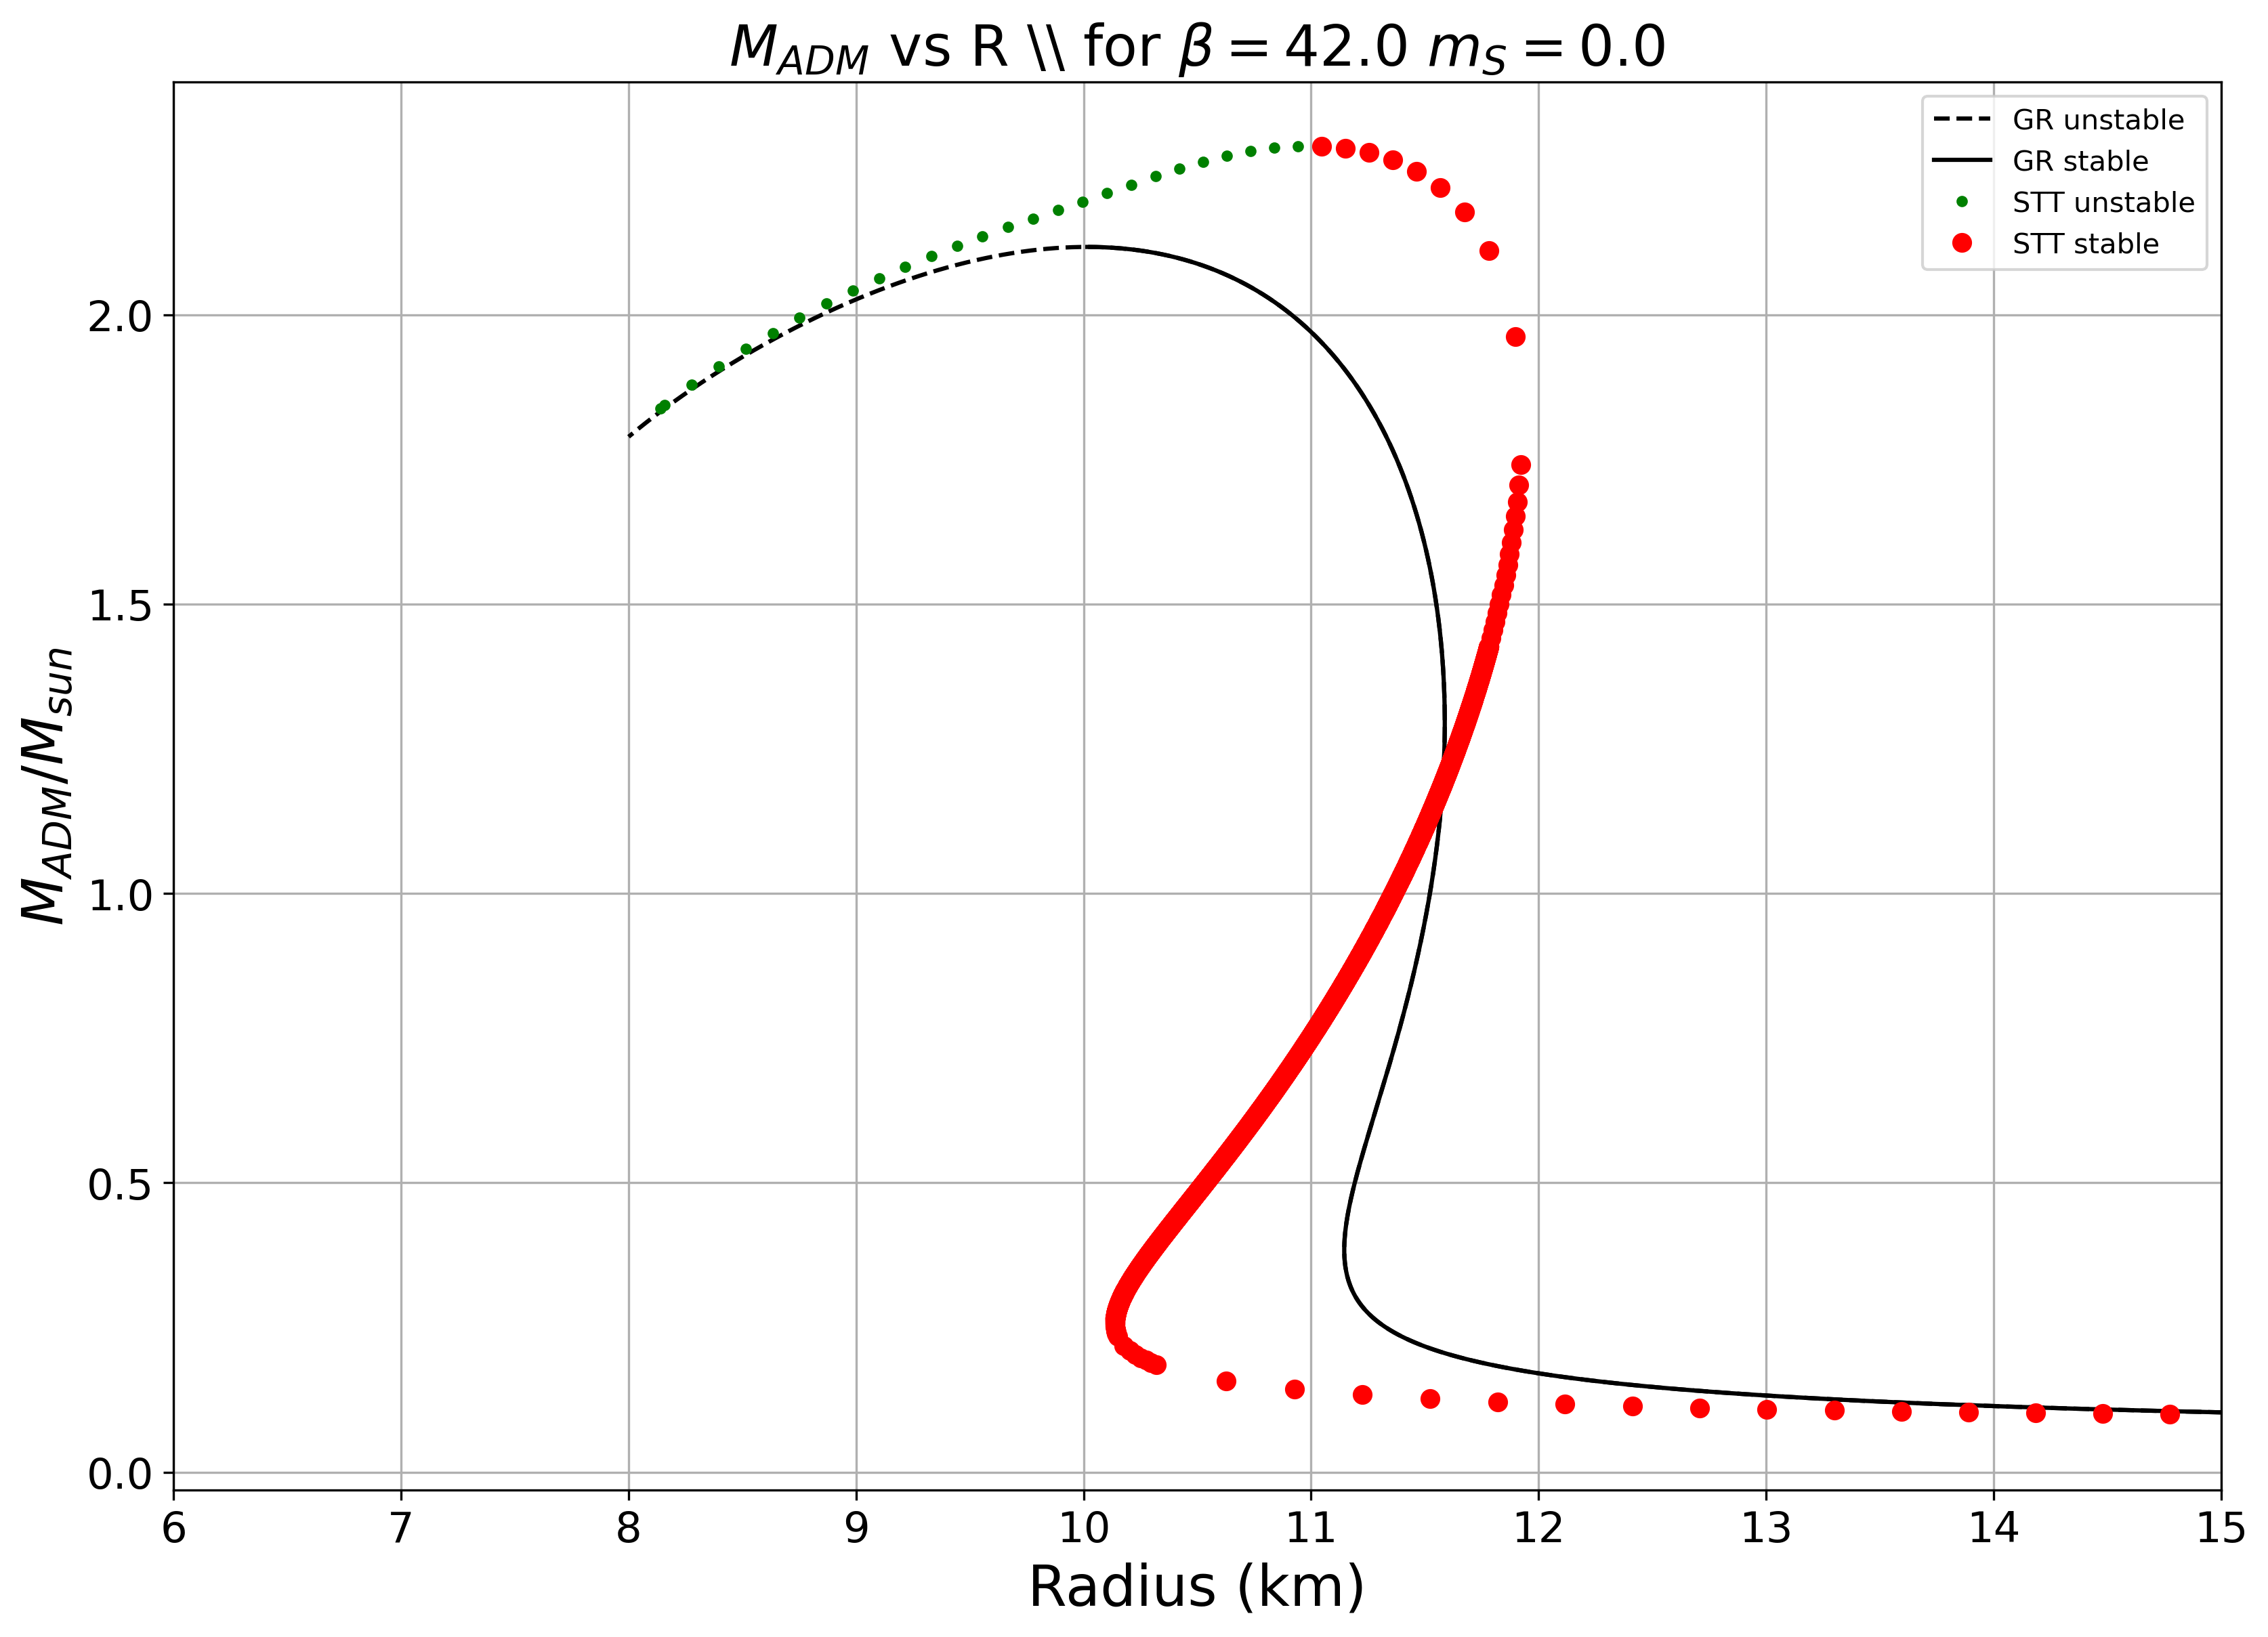 M_ADM vs R \\ for β = 42.0 m_S = 0.0
GR unstable
GR stable
STT unstable
STT stable
M_ADM/M_sun
2.0
1.5
1.0
0.5
0.0
6 7 8 9 10 11 12 13 14 15
Radius (km)